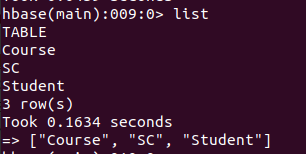 hbase(main):009:0> list
TABLE
Course
SC
Student
3 row(s)
Took 0.1634 seconds
=> ["Course", "SC", "Student"]